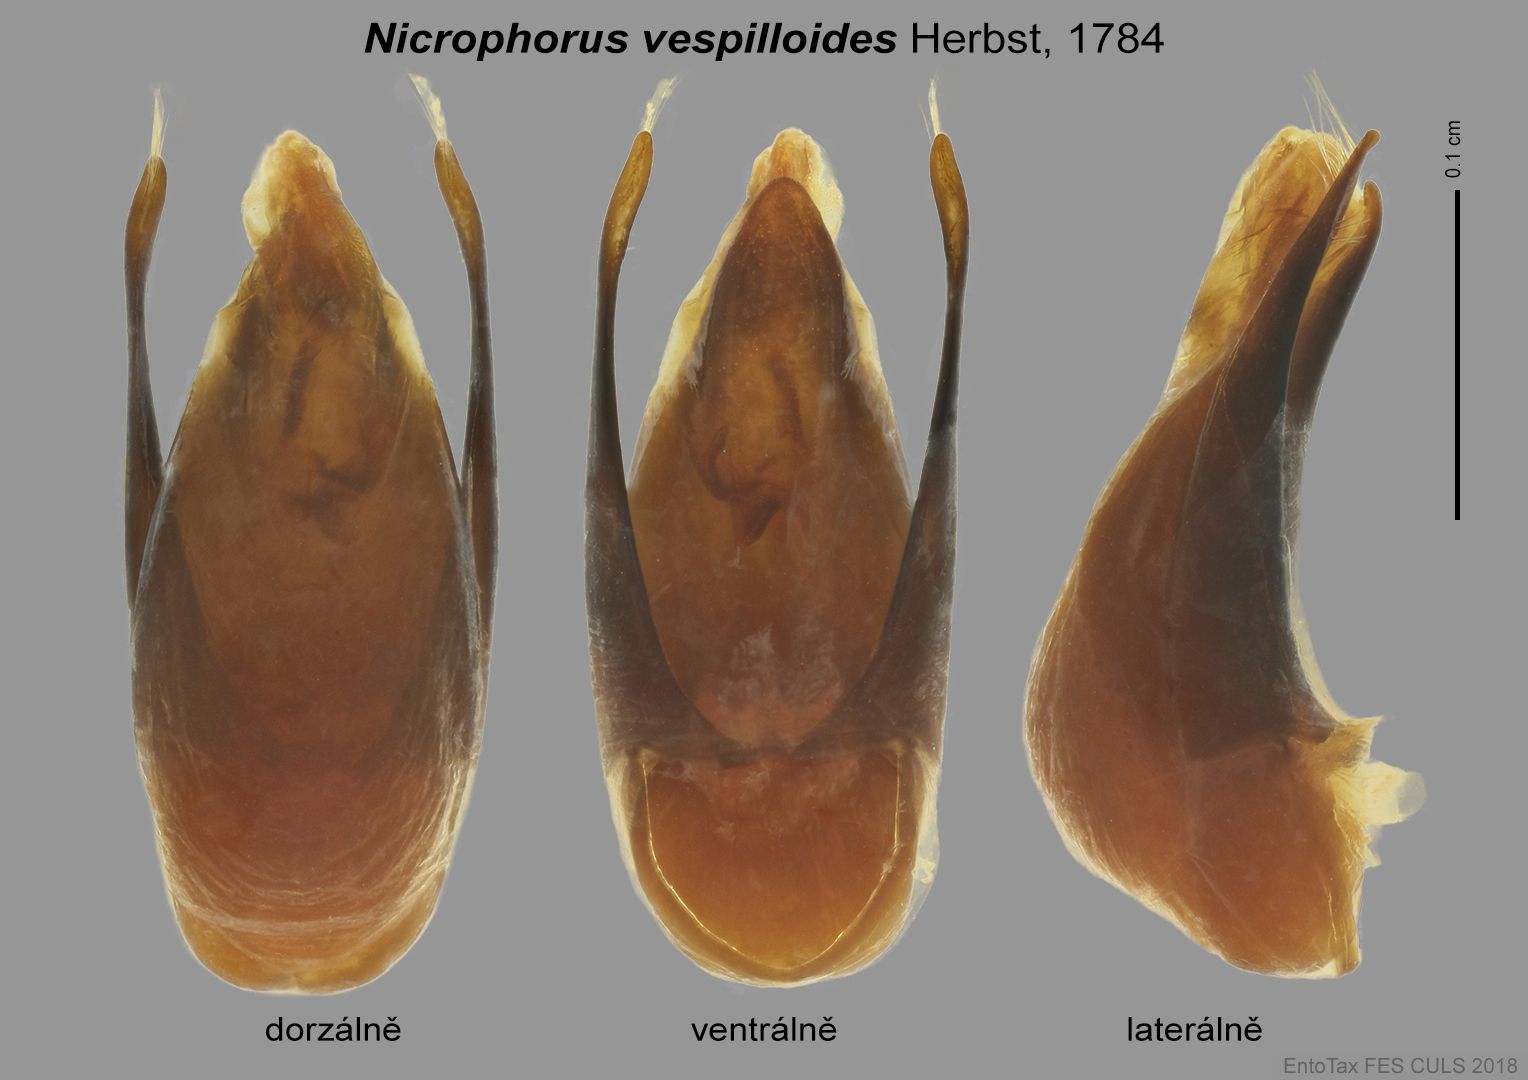 Nicrophorus vespilloides Herbst, 1784
0.1 cm
dorzálně
ventrálně
laterálně
EntoTax FES CULS 2018